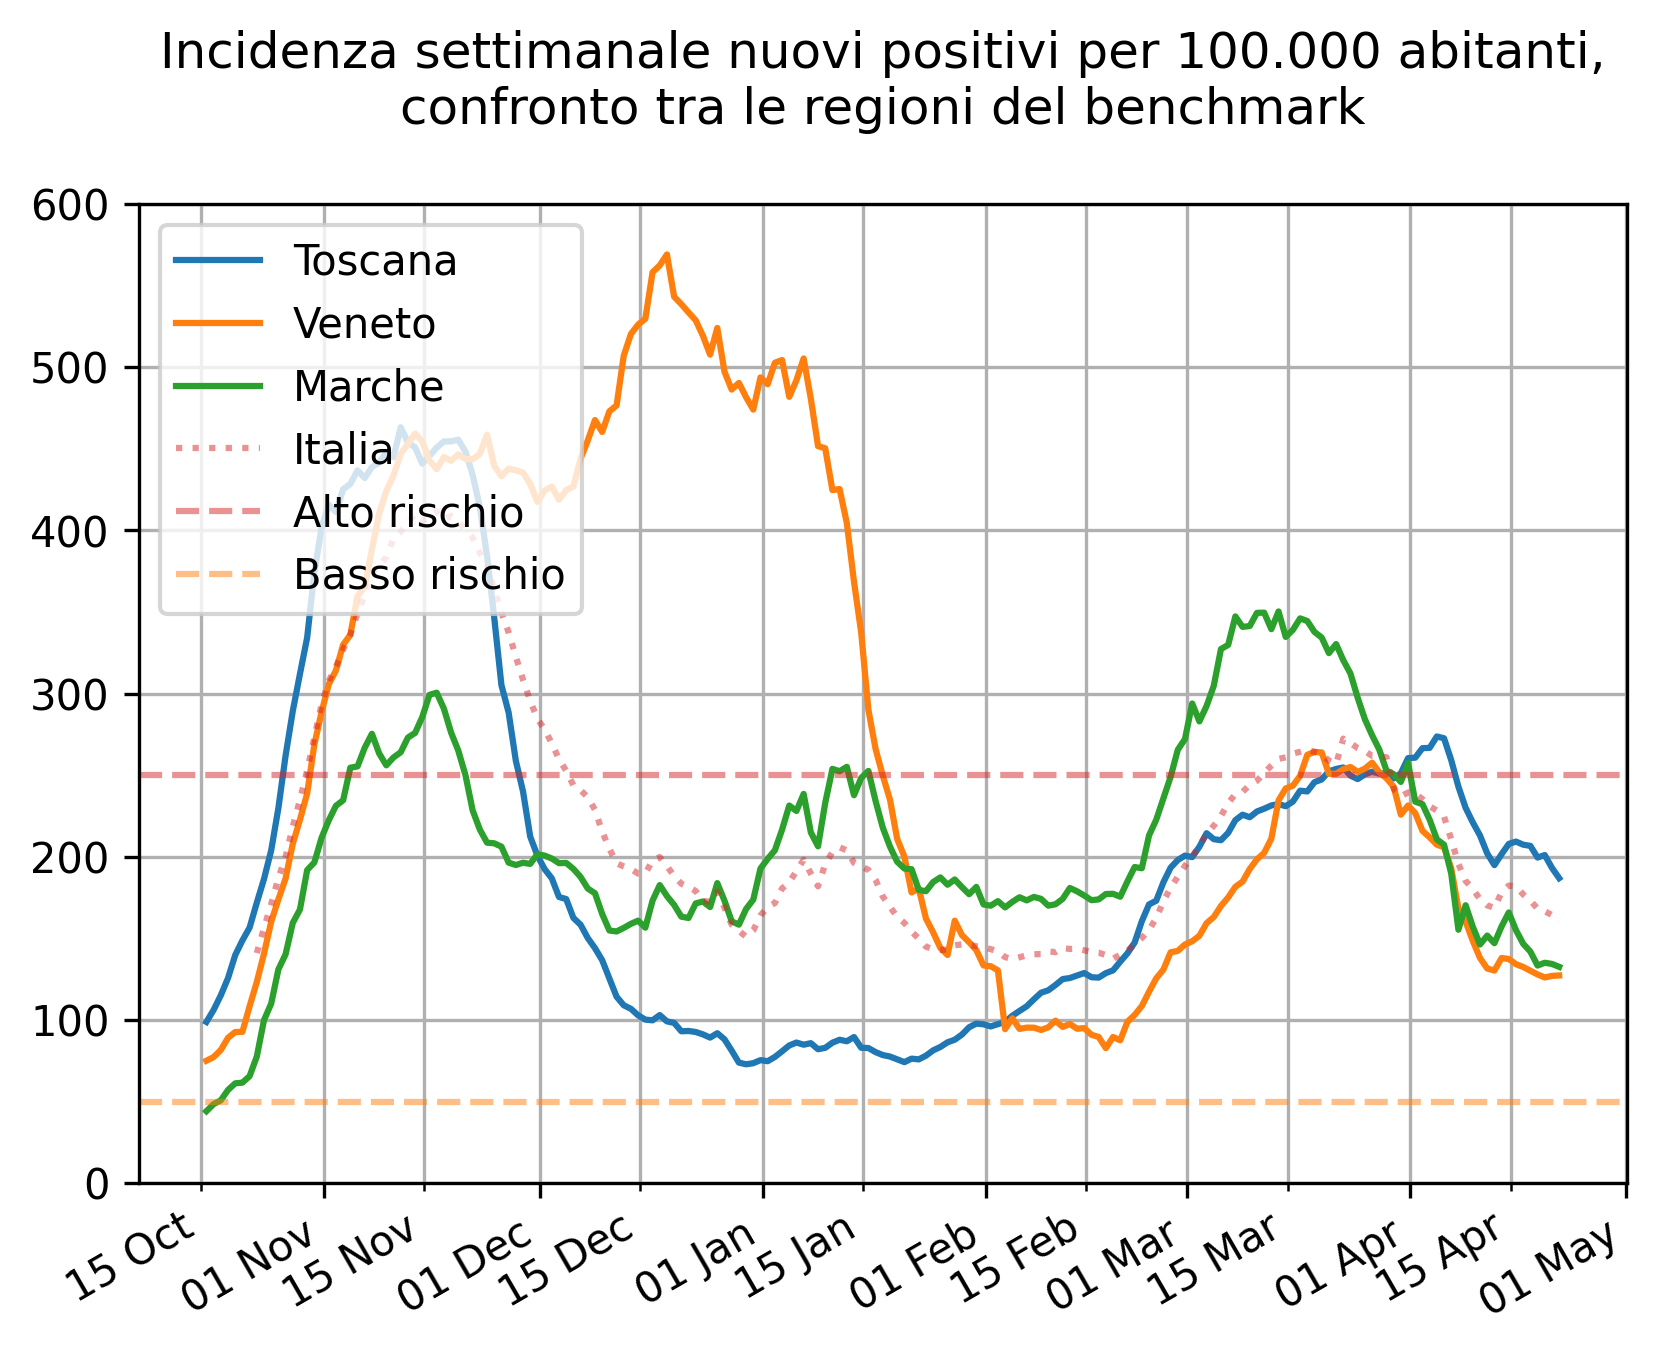 Incidenza settimanale nuovi positivi per 100.000 abitanti,
confronto tra le regioni del benchmark
600
500
400
300
200
100
0
Toscana
Veneto
Marche
Italia
Alto rischio
Basso rischio
15 Oct
01 Nov
15 Nov
01 Dec
15 Dec
01 Jan
15 Jan
01 Feb
15 Feb
01 Mar
15 Mar
01 Apr
15 Apr
01 May